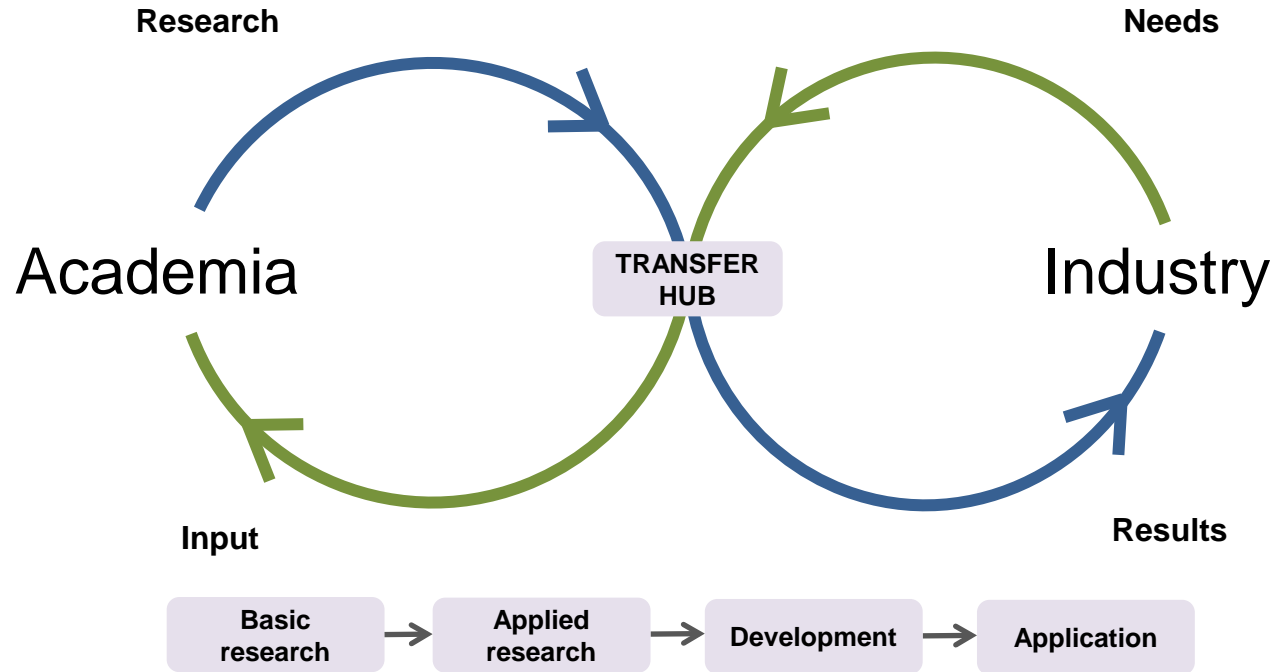 Research
Needs
Academia
TRANSFER
HUB
Industry
Input
Results
Basic
research
Applied
research
Development
Application